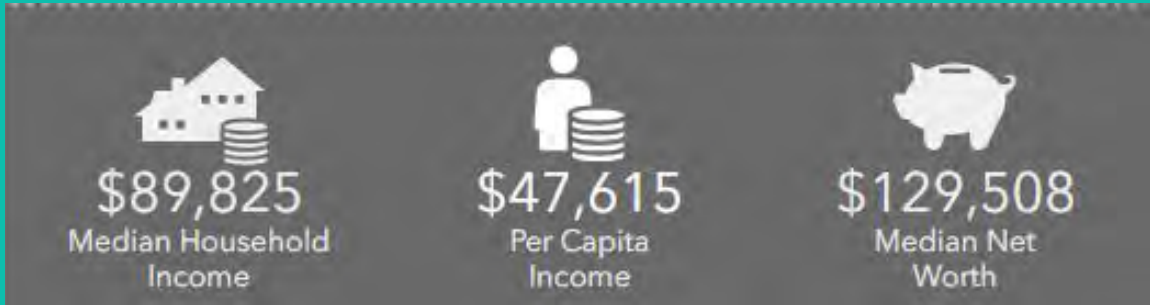 $89,825
Median Household
Income
$47,615
Per Capita
Income
$129,508
Median Net
Worth